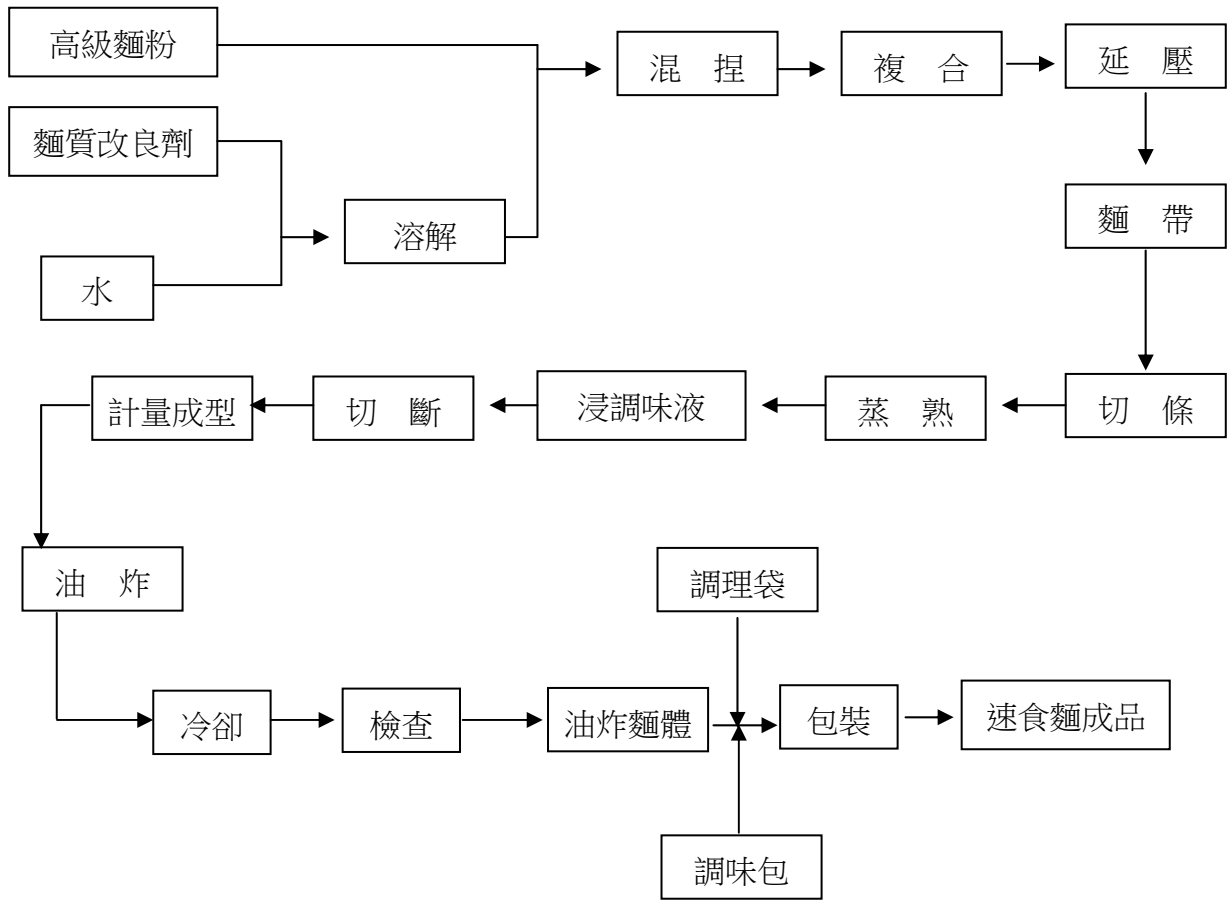 高級麵粉
混 捏
複 合
延 壓
麵質改良劑
麵 帶
溶解
水
計量成型
切 斷
浸調味液
蒸 熟
切 條
油 炸
調理袋
冷卻
檢查
油炸麵體
包裝
速食麵成品
調味包